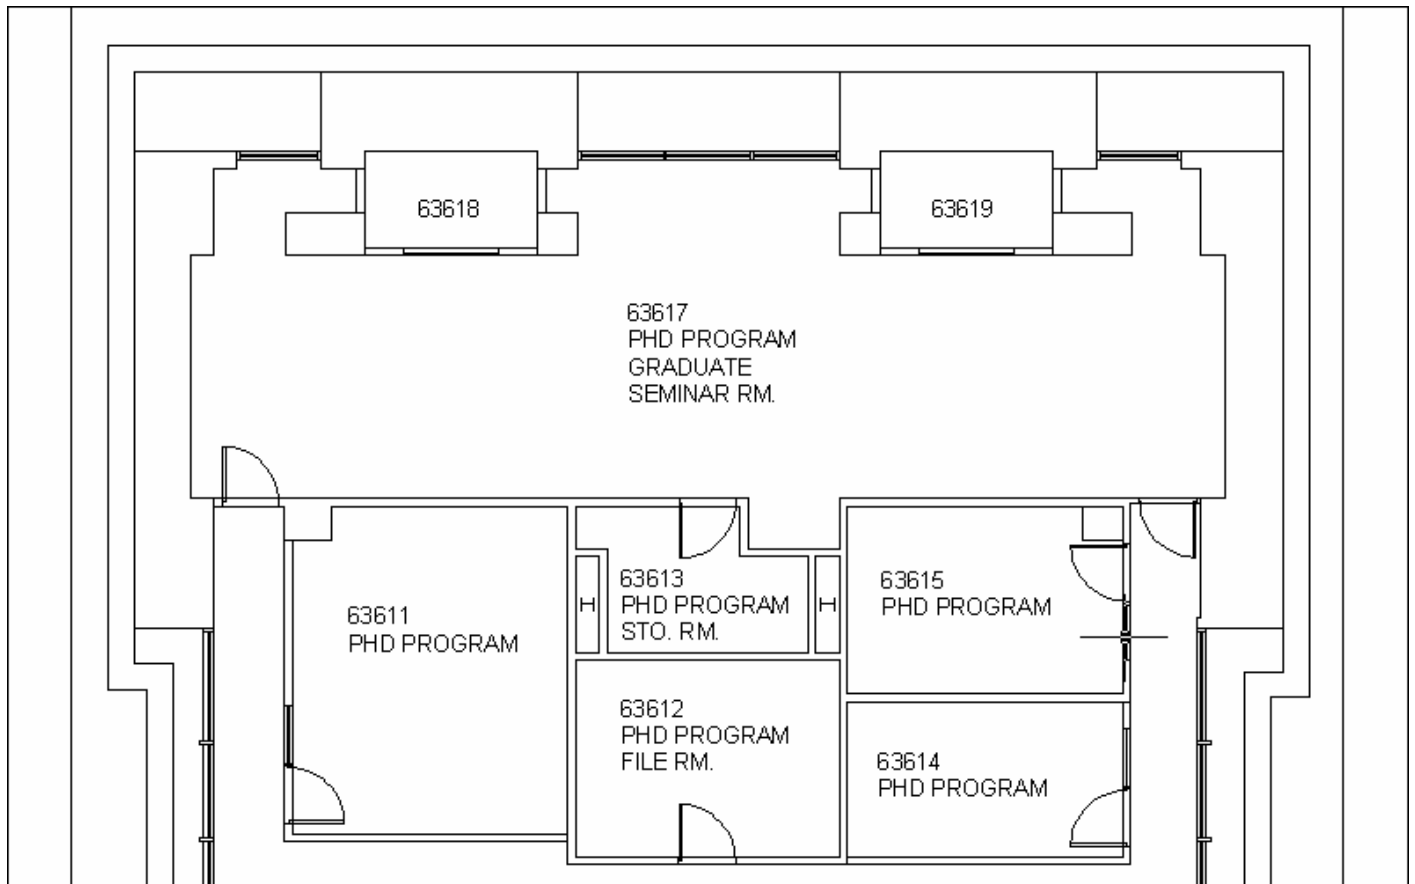 63618
63619
63617
PHD PROGRAM
GRADUATE
SEMINAR RM.
63613
PHD PROGRAM
STO. RM.
63615
PHD PROGRAM
63611
PHD PROGRAM
63612
PHD PROGRAM
FILE RM.
63614
PHD PROGRAM